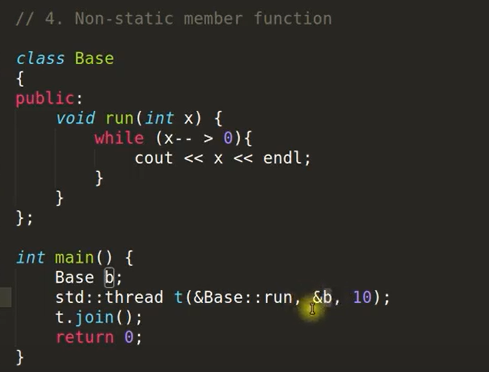 // 4. Non-static member function
class Base
{
public:
void run(int x) {
while (x-- > 0){
cout << x << endl;
}
}
};
int main() {
Base b;
std::thread t(&Base::run, &b, 10);
t.join();
return 0;
}